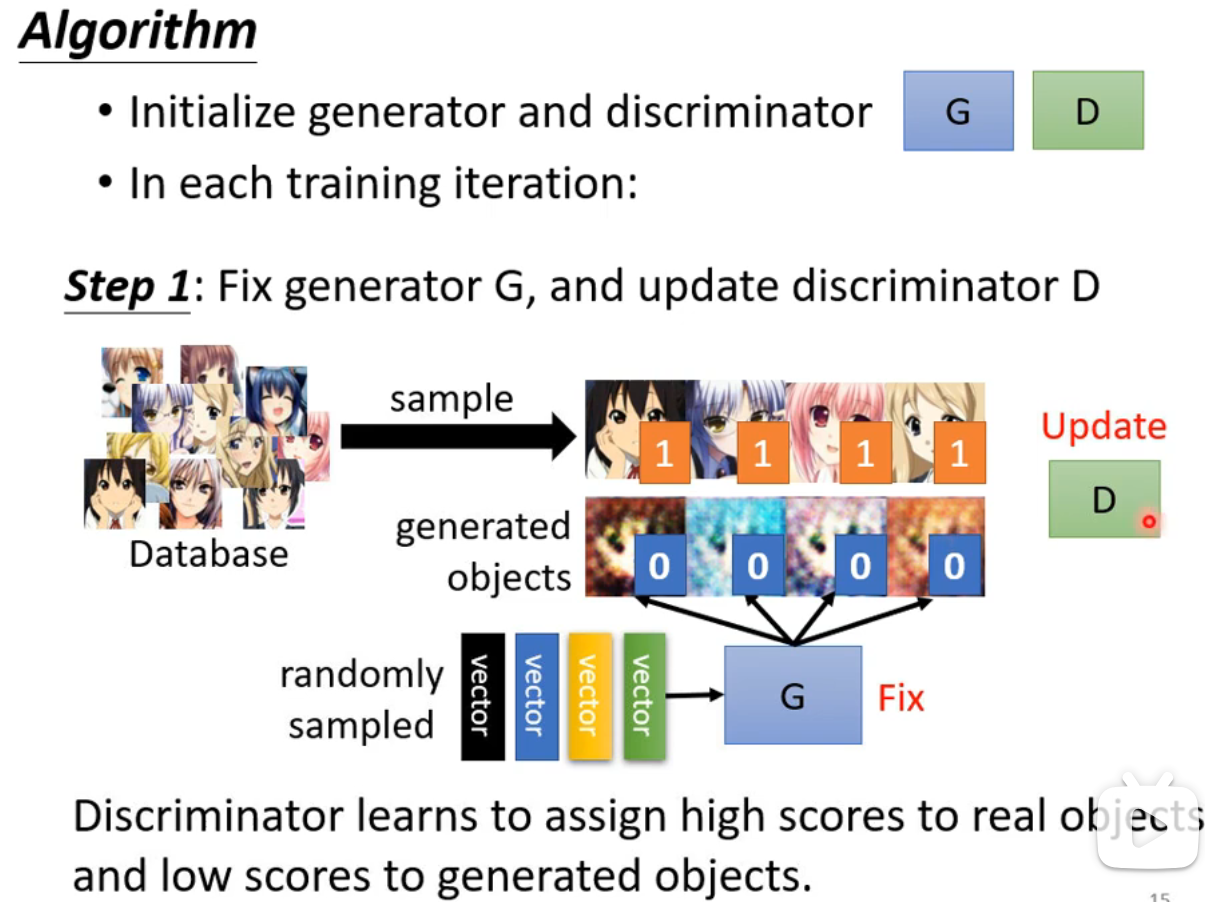 Algorithm
• Initialize generator and discriminator
G
D
• In each training iteration:
Step 1: Fix generator G, and update discriminator D
sample
1
1
1
1
Update
D
Database
generated
objects
0
0
0
0
randomly
sampled
vector
vector
vector
vector
G
Fix
Discriminator learns to assign high scores to real objects
and low scores to generated objects.
15